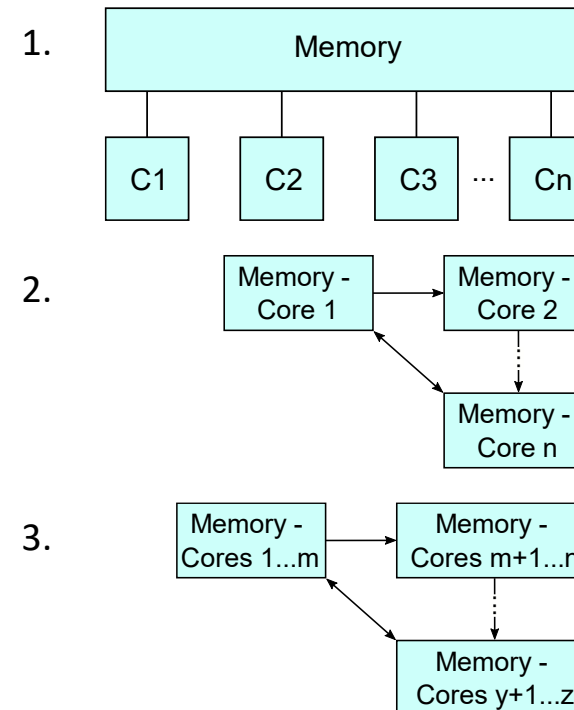 1.
Memory
C1 C2 C3 ... Cn
2.
Memory - Memory -
Core 1 Core 2
Memory -
Core n
3.
Memory - Memory -
Cores 1...m Cores m+1...n
Memory -
Cores y+1...z